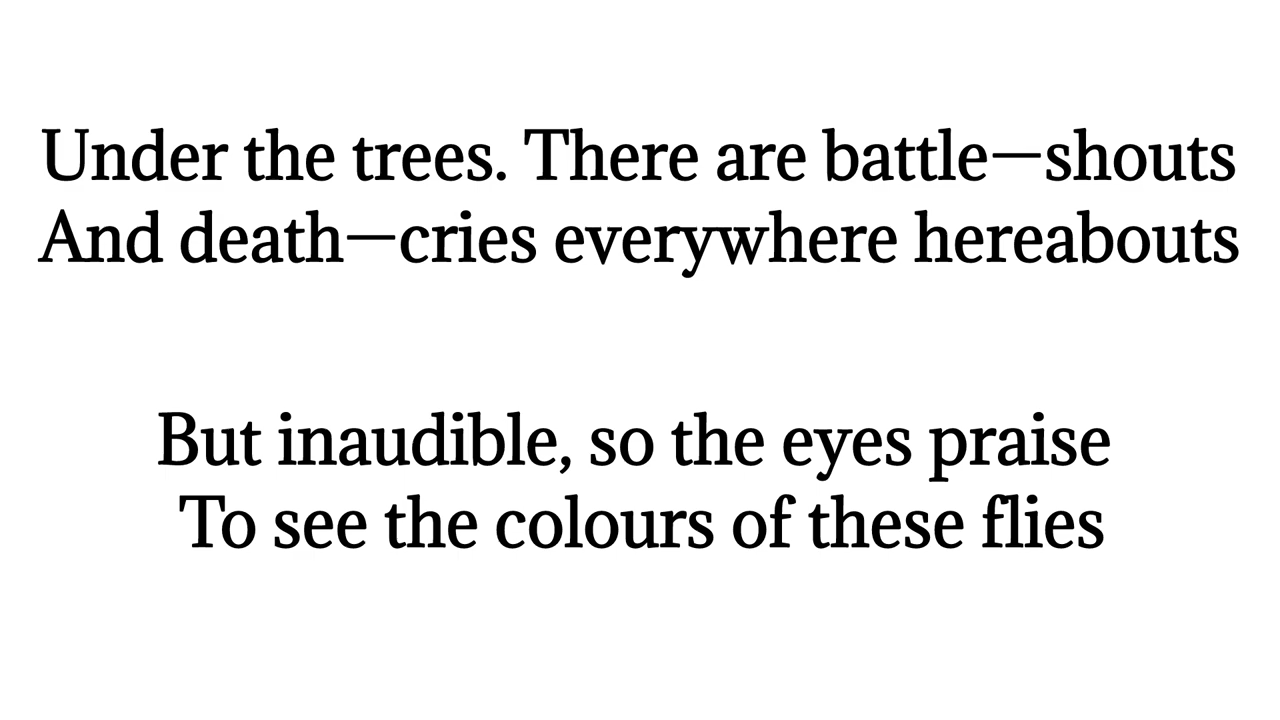 Under the trees. There are battle—shouts
And death—cries everywhere hereabouts
But inaudible, so the eyes praise
To see the colours of these flies